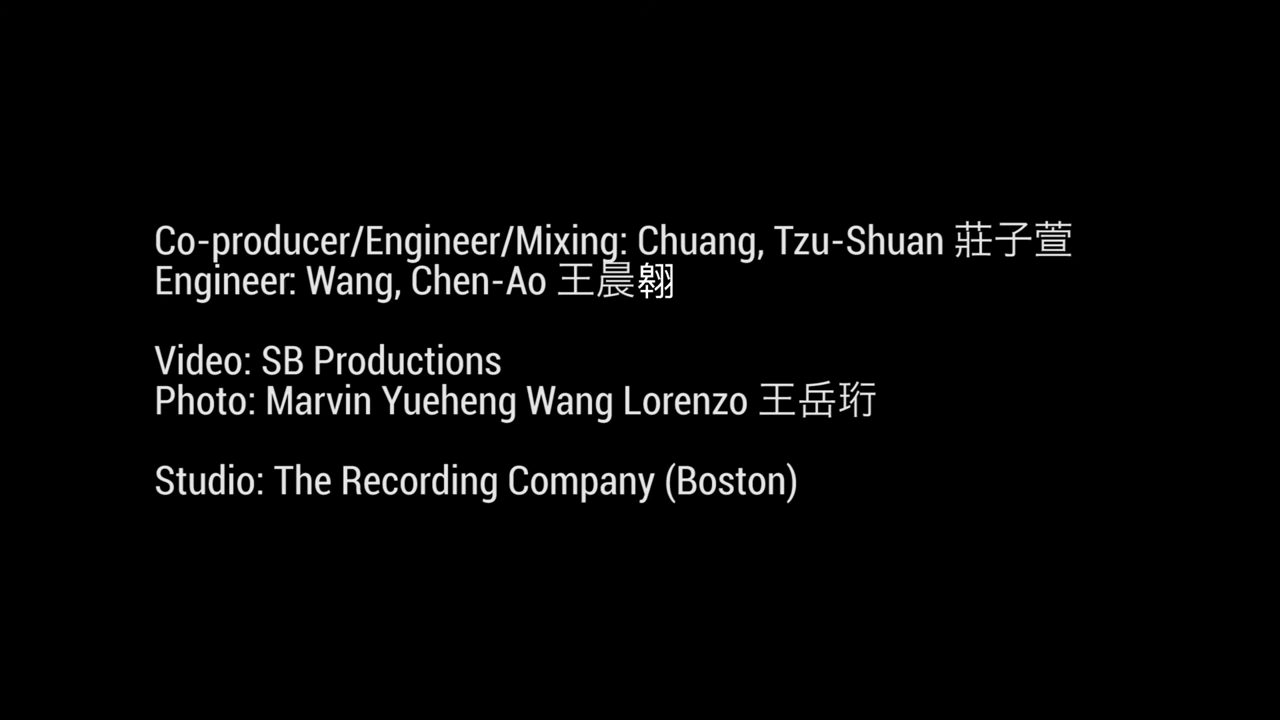 Co-producer/Engineer/Mixing: Chuang, Tzu-Shuan 莊子萱
Engineer: Wang, Chen-Ao 王晨翱
Video: SB Productions
Photo: Marvin Yueheng Wang Lorenzo 王岳珩
Studio: The Recording Company (Boston)